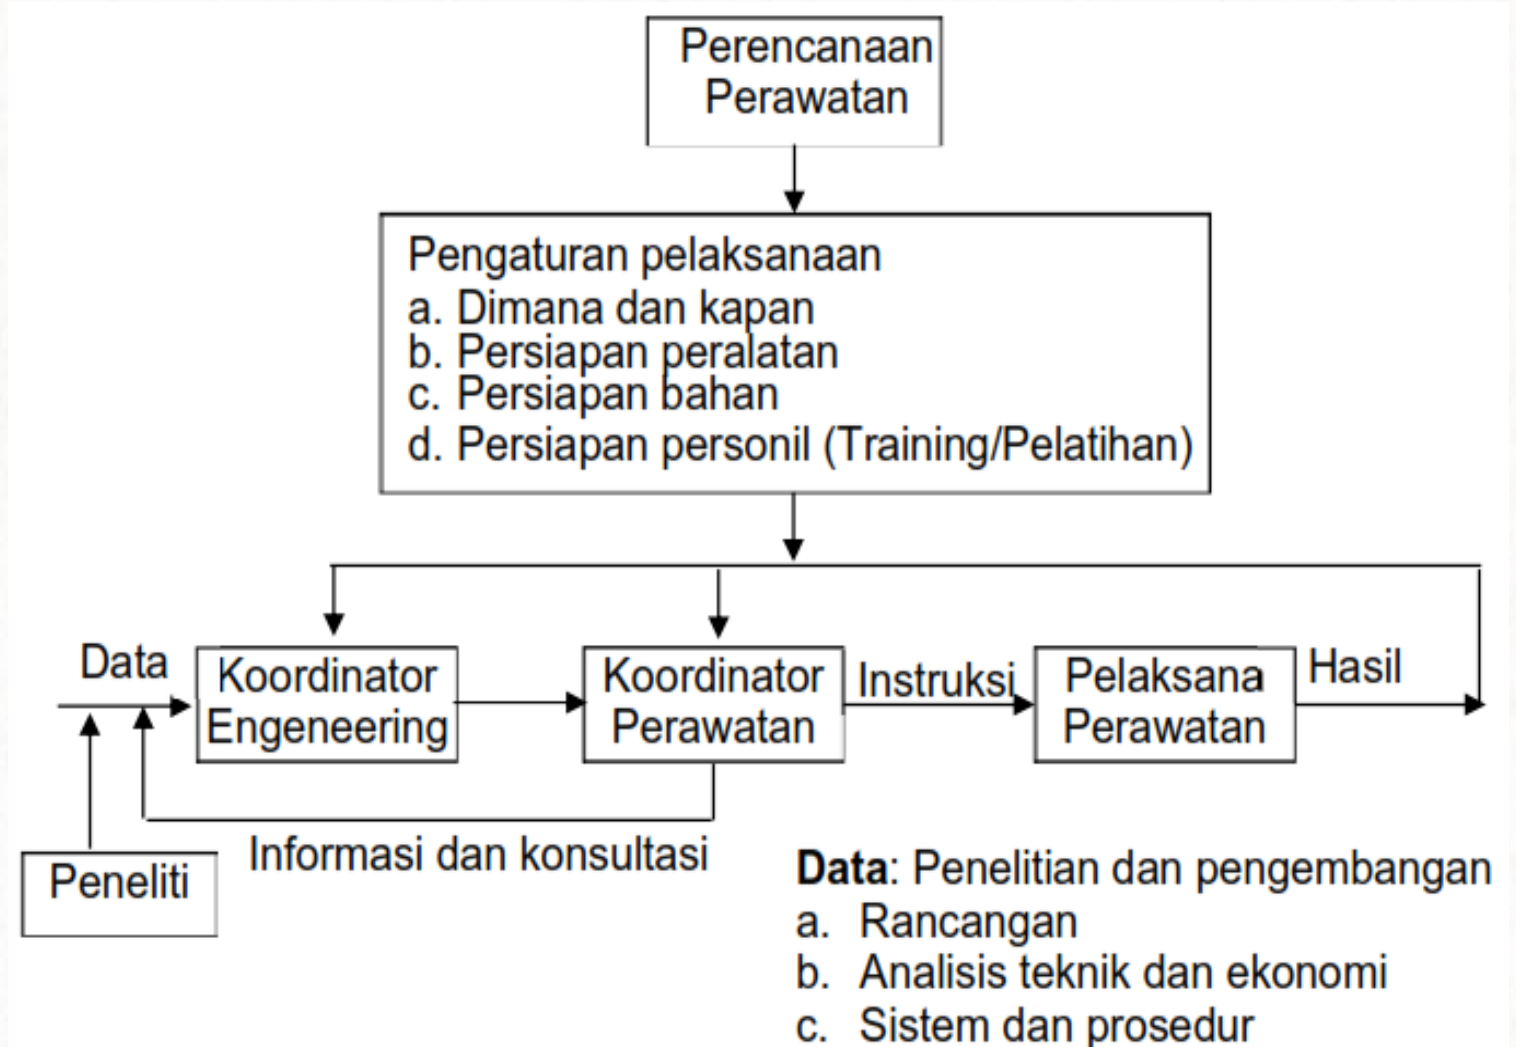 Perencanaan
Perawatan
Pengaturan pelaksanaan
a. Dimana dan kapan
b. Persiapan peralatan
c. Persiapan bahan
d. Persiapan personil (Training/Pelatihan)
Data
Koordinator
Engeneering
Koordinator
Perawatan
Instruksi
Pelaksana
Perawatan
Hasil
Informasi dan konsultasi
Peneliti
Data: Penelitian dan pengembangan
a. Rancangan
b. Analisis teknik dan ekonomi
c. Sistem dan prosedur